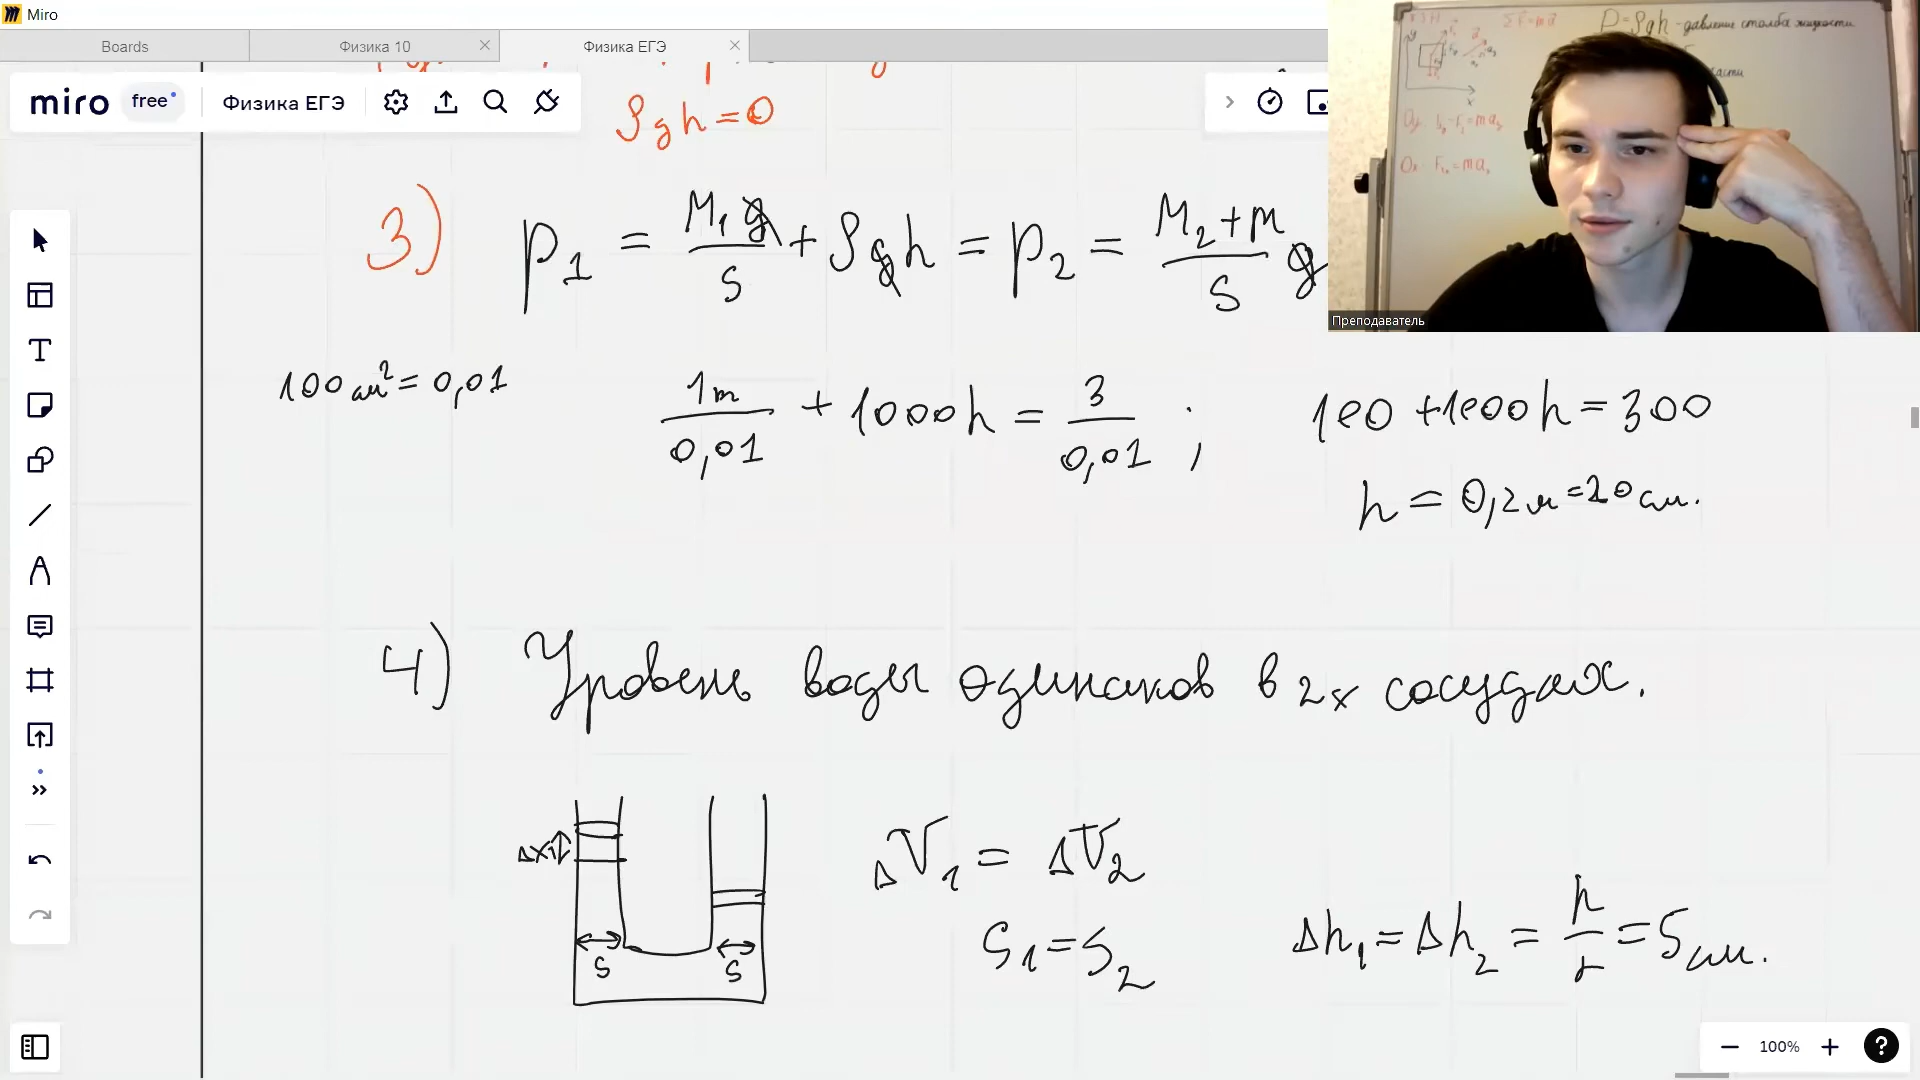 Miro
Boards
Физика 10
Физика ЕГЭ
miro
free
Физика ЕГЭ
ρgh = 0
P = ρgh - давление столба жидкости
Преподаватель
3) p₁ = M₁g/S + ρgh = p₂ = (M₂+m)/S g
100 см² = 0,01
1m/0,01 + 1000h = 3/0,01 ;
100 + 1000h = 300
h = 0,2м = 20 см.
4) Уровень воды одинаков в 2х сосудах.
Δx
S
S
ΔV₁ = ΔV₂
S₁ = S₂
Δh₁ = Δh₂ = h/2 = 5 см.
100%